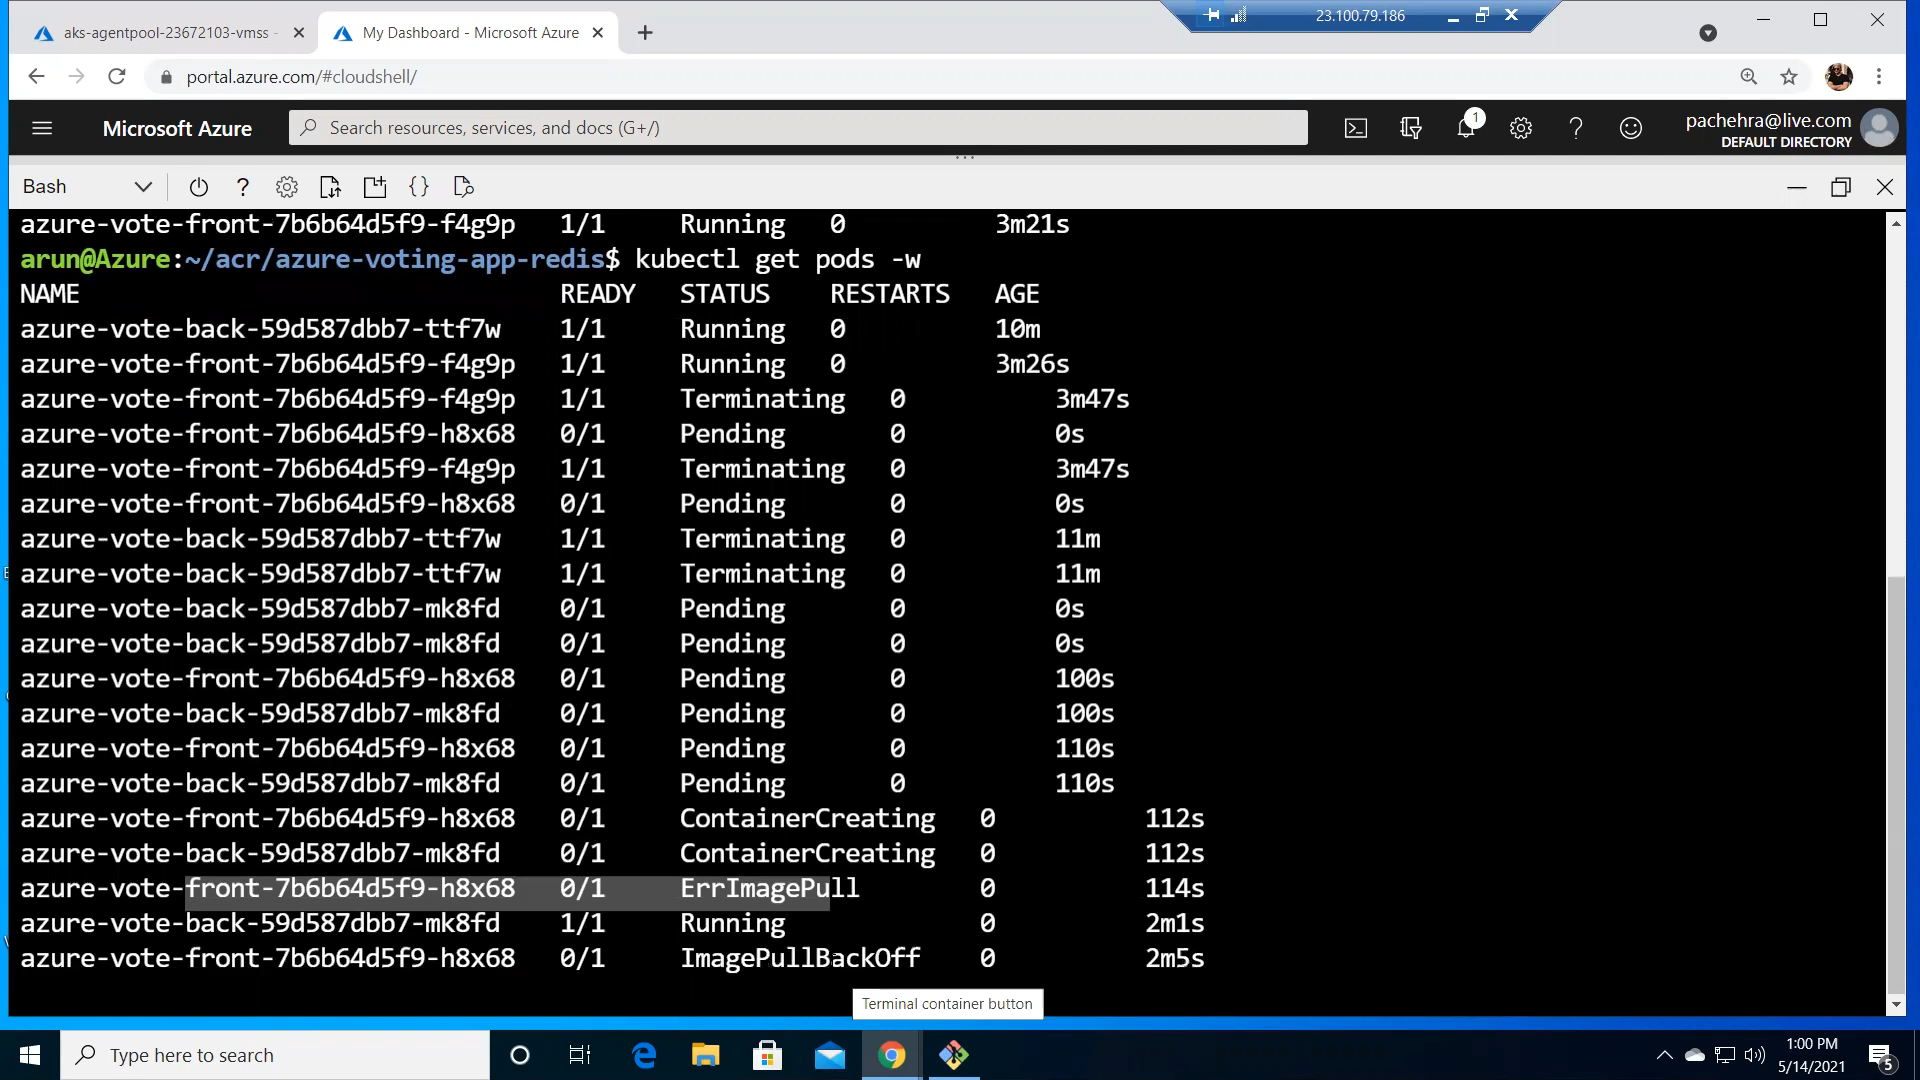 aks-agentpool-23672103-vmss -
My Dashboard - Microsoft Azure
23.100.79.186
portal.azure.com/#cloudshell/
Microsoft Azure
Search resources, services, and docs (G+/)
1
pachehra@live.com
DEFAULT DIRECTORY
Bash
azure-vote-front-7b6b64d5f9-f4g9p 1/1 Running 0 3m21s
arun@Azure:~/acr/azure-voting-app-redis$ kubectl get pods -w
NAME READY STATUS RESTARTS AGE
azure-vote-back-59d587dbb7-ttf7w 1/1 Running 0 10m
azure-vote-front-7b6b64d5f9-f4g9p 1/1 Running 0 3m26s
azure-vote-front-7b6b64d5f9-f4g9p 1/1 Terminating 0 3m47s
azure-vote-front-7b6b64d5f9-h8x68 0/1 Pending 0 0s
azure-vote-front-7b6b64d5f9-f4g9p 1/1 Terminating 0 3m47s
azure-vote-front-7b6b64d5f9-h8x68 0/1 Pending 0 0s
azure-vote-back-59d587dbb7-ttf7w 1/1 Terminating 0 11m
azure-vote-back-59d587dbb7-ttf7w 1/1 Terminating 0 11m
azure-vote-back-59d587dbb7-mk8fd 0/1 Pending 0 0s
azure-vote-back-59d587dbb7-mk8fd 0/1 Pending 0 0s
azure-vote-front-7b6b64d5f9-h8x68 0/1 Pending 0 100s
azure-vote-back-59d587dbb7-mk8fd 0/1 Pending 0 100s
azure-vote-front-7b6b64d5f9-h8x68 0/1 Pending 0 110s
azure-vote-back-59d587dbb7-mk8fd 0/1 Pending 0 110s
azure-vote-front-7b6b64d5f9-h8x68 0/1 ContainerCreating 0 112s
azure-vote-back-59d587dbb7-mk8fd 0/1 ContainerCreating 0 112s
azure-vote-front-7b6b64d5f9-h8x68 0/1 ErrImagePull 0 114s
azure-vote-back-59d587dbb7-mk8fd 1/1 Running 0 2m1s
azure-vote-front-7b6b64d5f9-h8x68 0/1 ImagePullBackOff 0 2m5s
Terminal container button
Type here to search
1:00 PM
5/14/2021
5